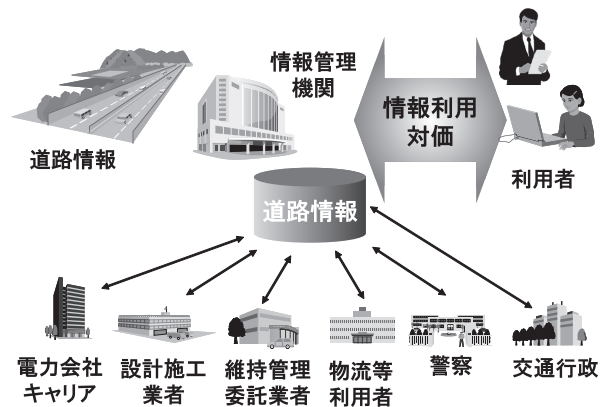 情報管理
機関
情報利用
対価
道路情報
利用者
道路情報
電力会社
キャリア
設計施工
業者
維持管理
委託業者
物流等
利用者
警察
交通行政